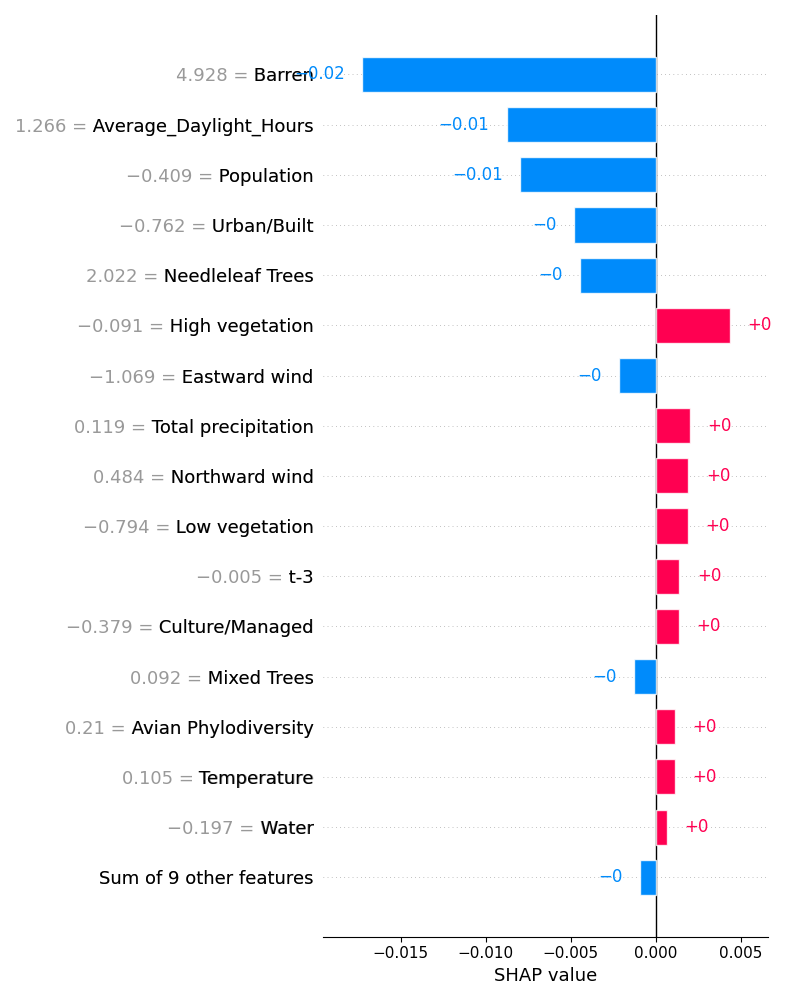 4.928 = Barren −0.02
1.266 = Average_Daylight_Hours −0.01
−0.409 = Population −0.01
−0.762 = Urban/Built −0
2.022 = Needleleaf Trees −0
−0.091 = High vegetation +0
−1.069 = Eastward wind −0
0.119 = Total precipitation +0
0.484 = Northward wind +0
−0.794 = Low vegetation +0
−0.005 = t-3 +0
−0.379 = Culture/Managed +0
0.092 = Mixed Trees −0
0.21 = Avian Phylodiversity +0
0.105 = Temperature +0
−0.197 = Water +0
Sum of 9 other features −0
−0.015 −0.010 −0.005 0.000 0.005
SHAP value